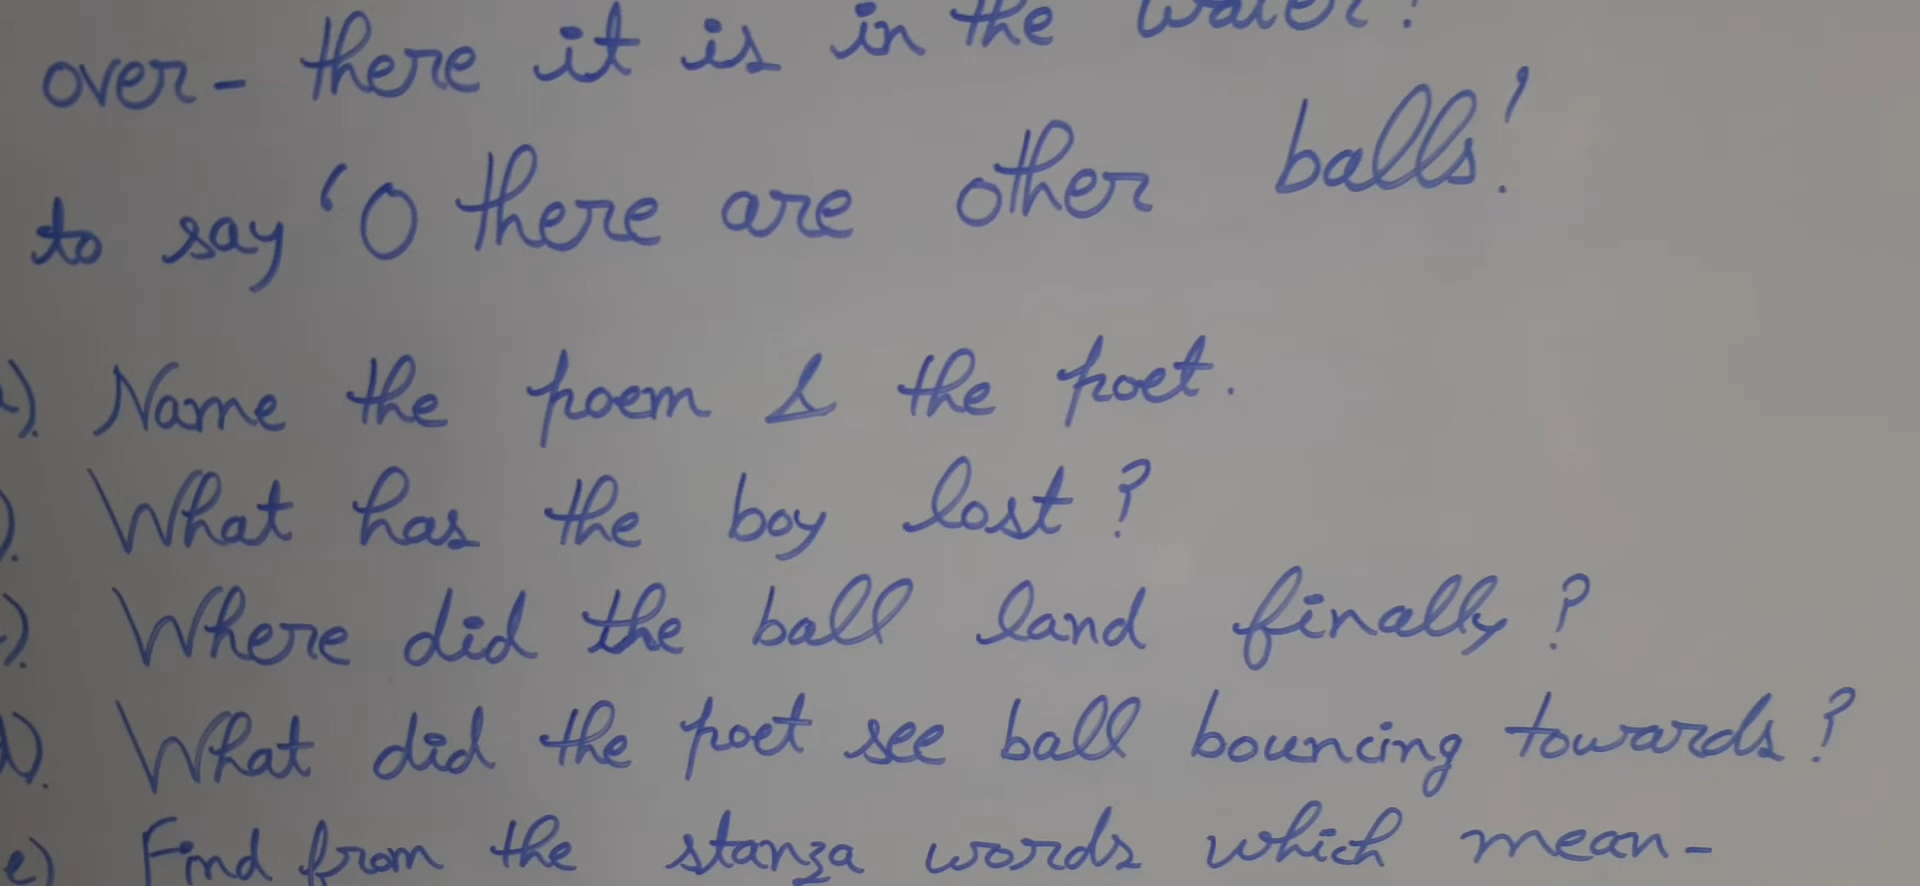 over- there it is in the water!
to say 'O there are other balls!'
). Name the poem & the poet.
). What has the boy lost?
). Where did the ball land finally?
d). What did the poet see ball bouncing towards?
e) Find from the stanza words which mean-